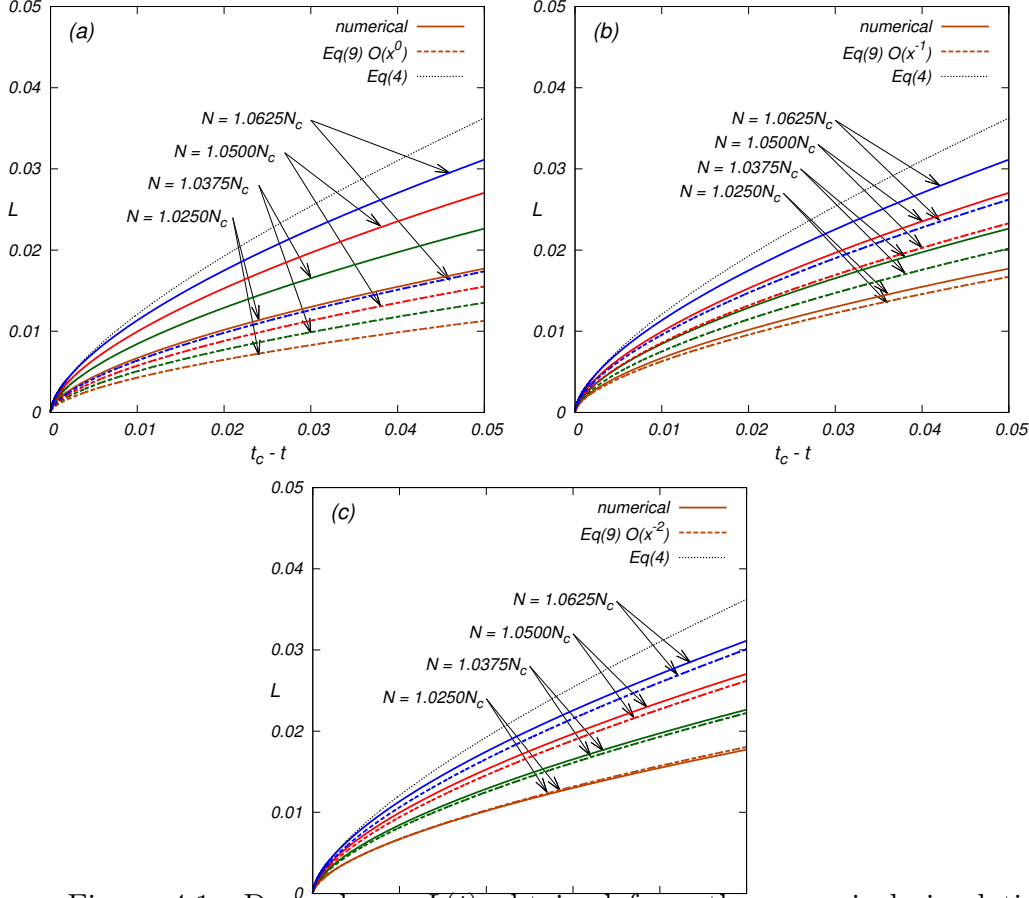 0.05
0.04
0.03
L
0.02
0.01
0
(a)
numerical
Eq(9) O(x^0)
Eq(4)
N = 1.0625N_c
N = 1.0500N_c
N = 1.0375N_c
N = 1.0250N_c
0 0.01 0.02 0.03 0.04 0.05
t_c - t
0.05
0.04
0.03
L
0.02
0.01
0
(b)
numerical
Eq(9) O(x^-1)
Eq(4)
N = 1.0625N_c
N = 1.0500N_c
N = 1.0375N_c
N = 1.0250N_c
0 0.01 0.02 0.03 0.04 0.05
t_c - t
0.05
0.04
0.03
L
0.02
0.01
0
(c)
numerical
Eq(9) O(x^-2)
Eq(4)
N = 1.0625N_c
N = 1.0500N_c
N = 1.0375N_c
N = 1.0250N_c
L(t) obtained from the numerical